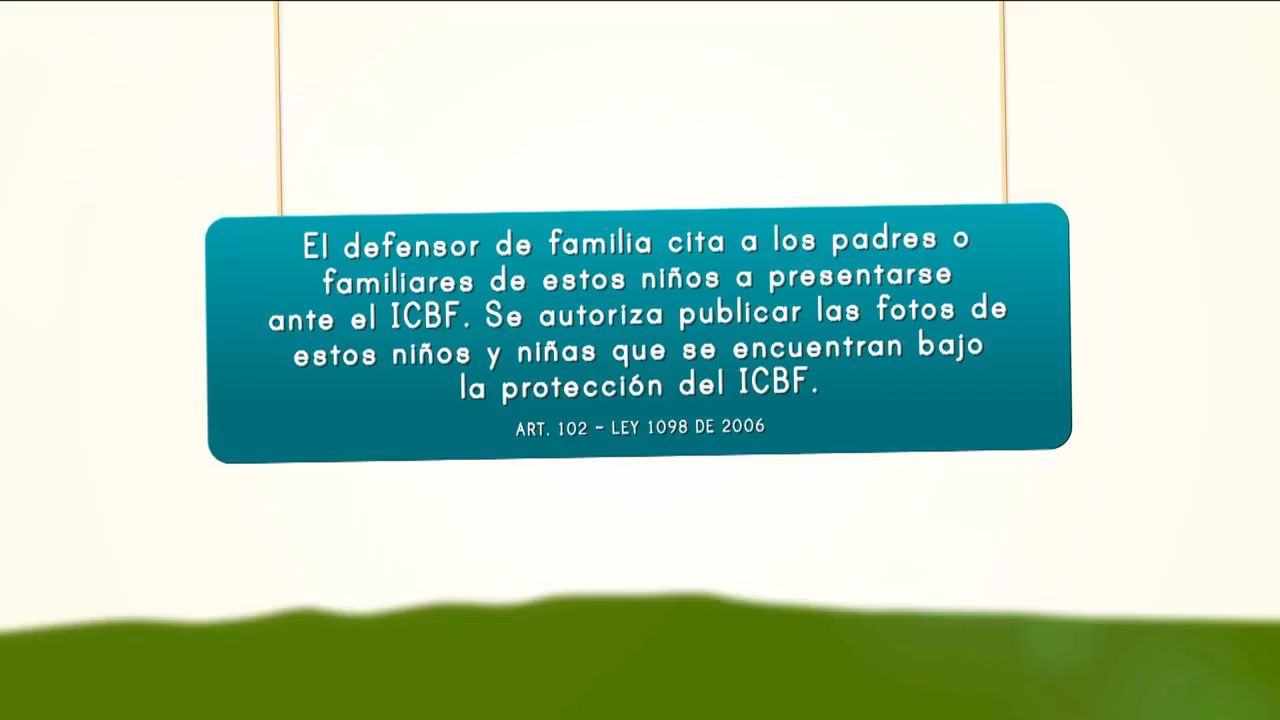 El defensor de familia cita a los padres o
familiares de estos niños a presentarse
ante el ICBF. Se autoriza publicar las fotos de
estos niños y niñas que se encuentran bajo
la protección del ICBF.
ART. 102 - LEY 1098 DE 2006